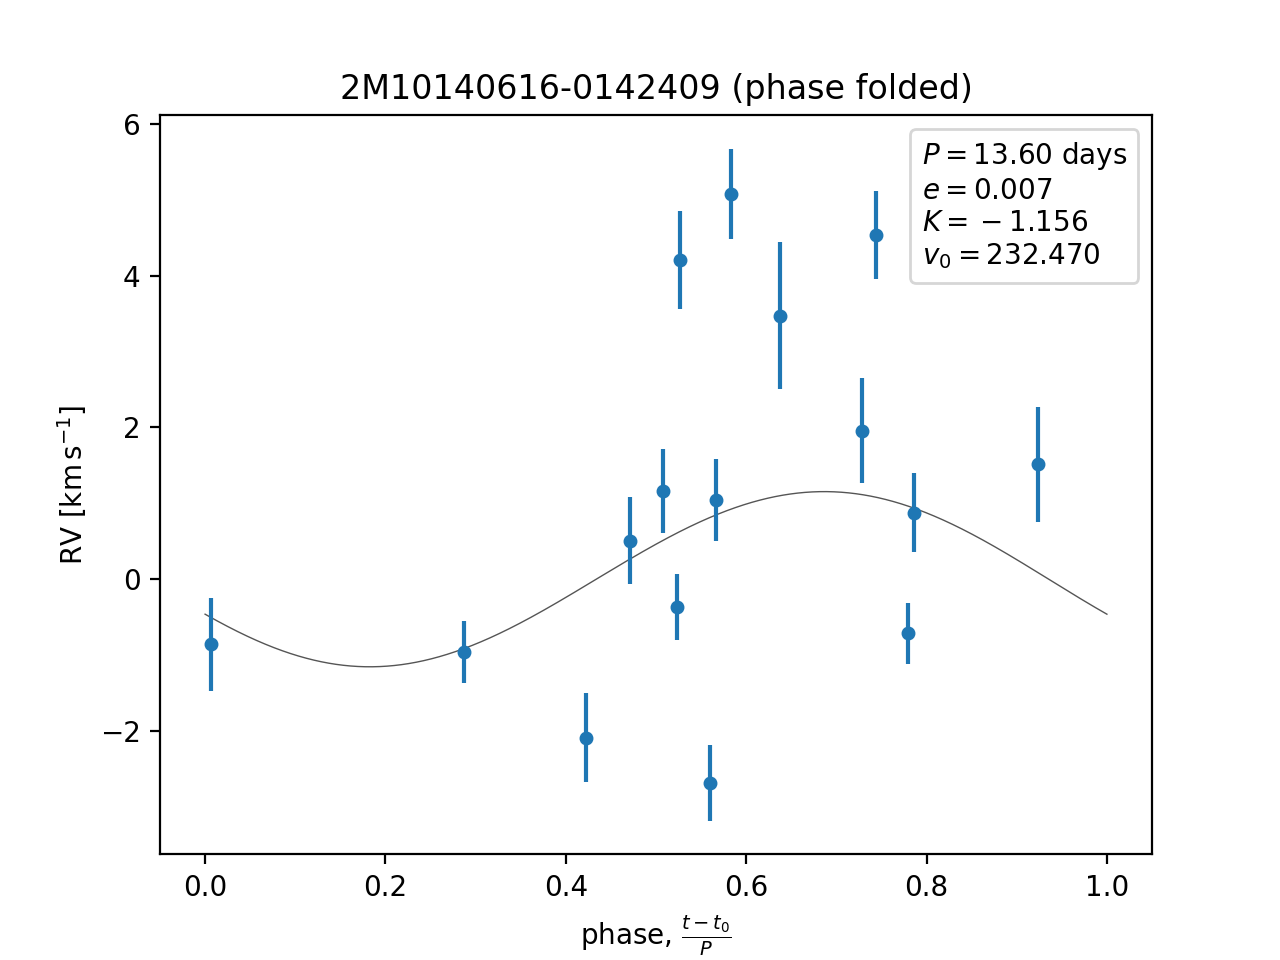 2M10140616-0142409 (phase folded)
P = 13.60 days
e = 0.007
K = −1.156
v₀ = 232.470
RV [km s⁻¹]
6
4
2
0
−2
0.0 0.2 0.4 0.6 0.8 1.0
phase, (t − t₀)/P